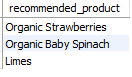 recommended_product
Organic Strawberries
Organic Baby Spinach
Limes